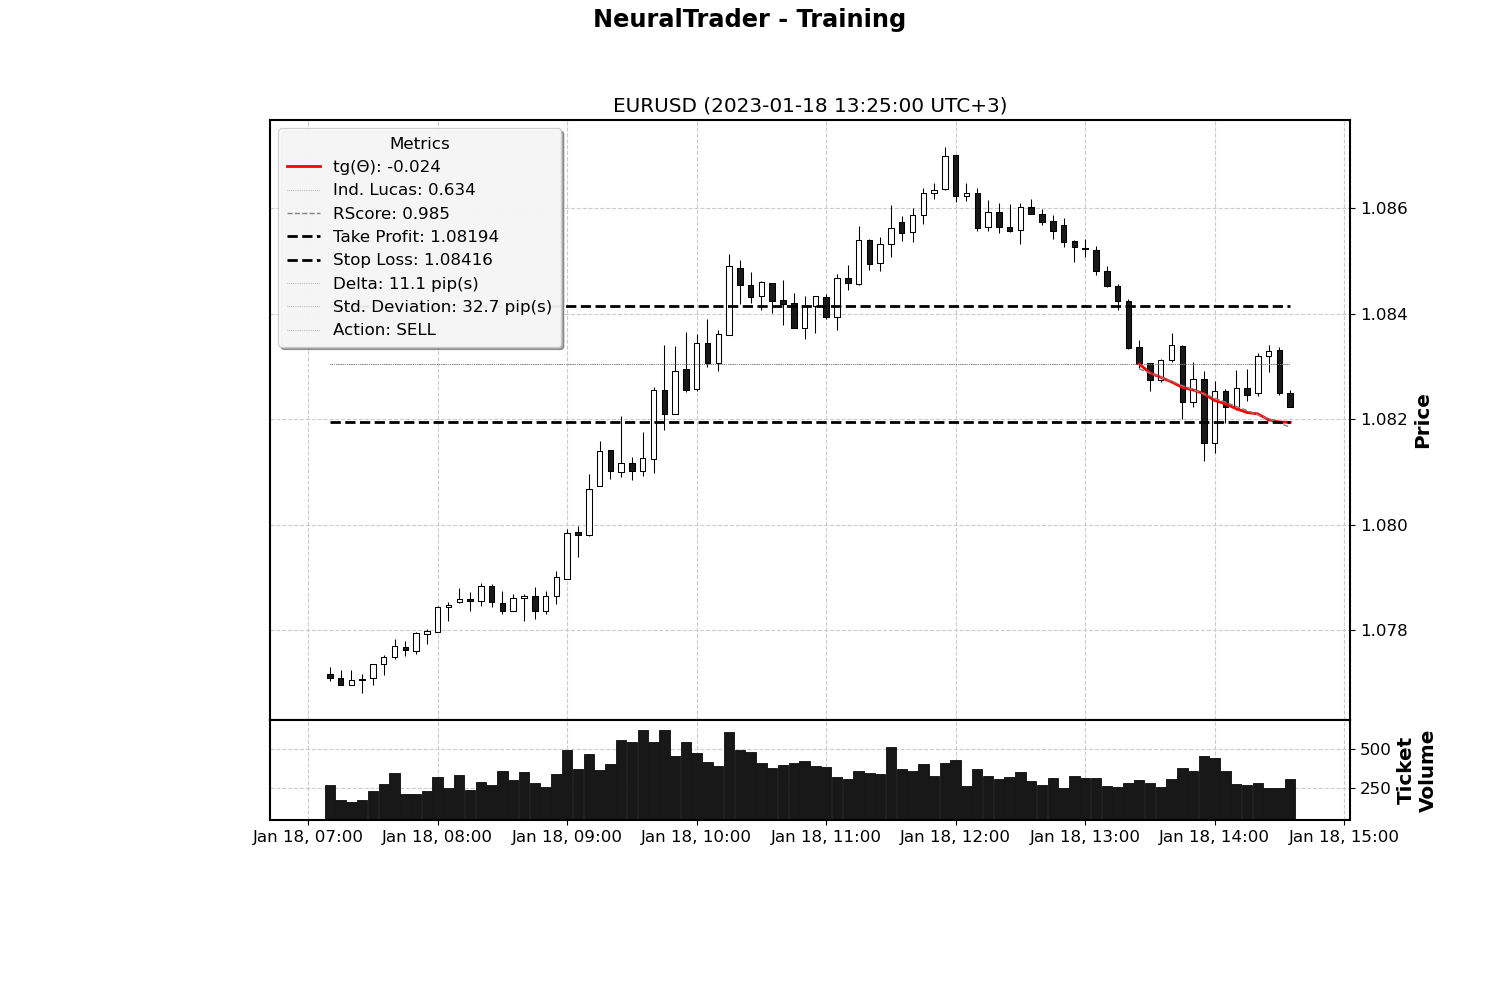 NeuralTrader - Training
EURUSD (2023-01-18 13:25:00 UTC+3)
Metrics
tg(Θ): -0.024
Ind. Lucas: 0.634
RScore: 0.985
Take Profit: 1.08194
Stop Loss: 1.08416
Delta: 11.1 pip(s)
Std. Deviation: 32.7 pip(s)
Action: SELL
1.086
1.084
1.082
1.080
1.078
Price
500
250
Ticket
Volume
Jan 18, 07:00
Jan 18, 08:00
Jan 18, 09:00
Jan 18, 10:00
Jan 18, 11:00
Jan 18, 12:00
Jan 18, 13:00
Jan 18, 14:00
Jan 18, 15:00